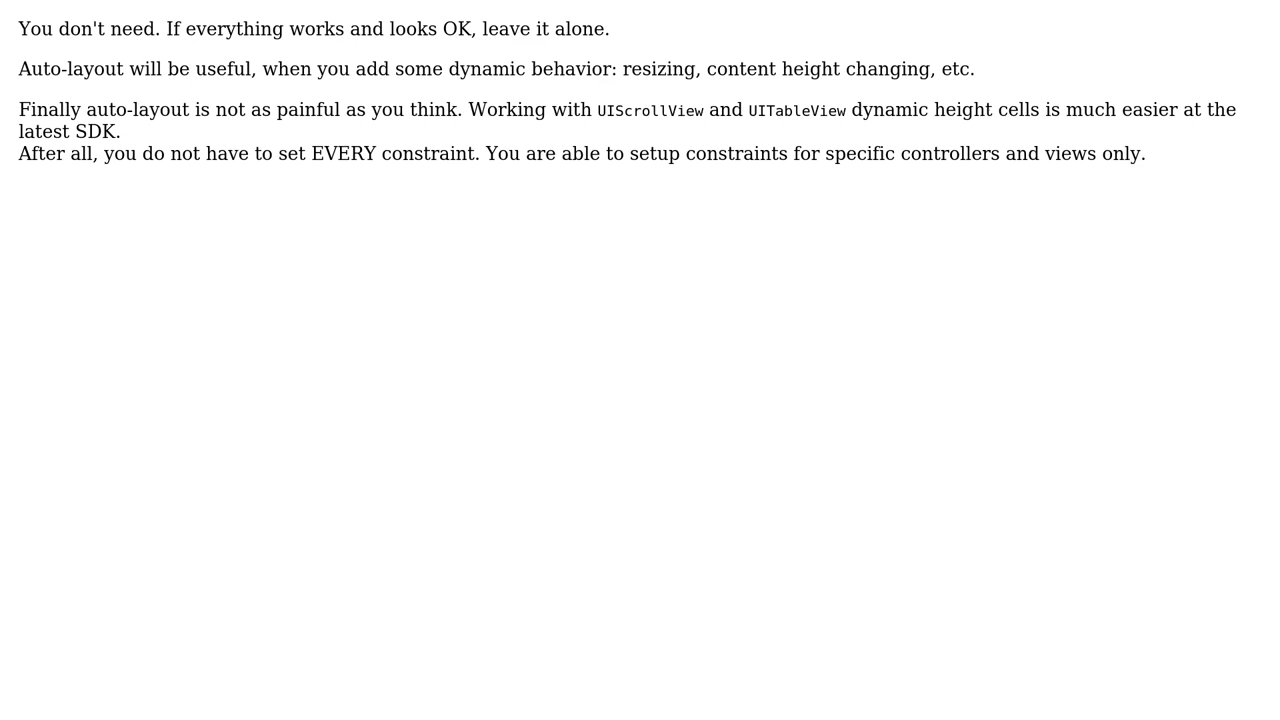 You don't need. If everything works and looks OK, leave it alone.
Auto-layout will be useful, when you add some dynamic behavior: resizing, content height changing, etc.
Finally auto-layout is not as painful as you think. Working with UIScrollView and UITableView dynamic height cells is much easier at the
latest SDK.
After all, you do not have to set EVERY constraint. You are able to setup constraints for specific controllers and views only.